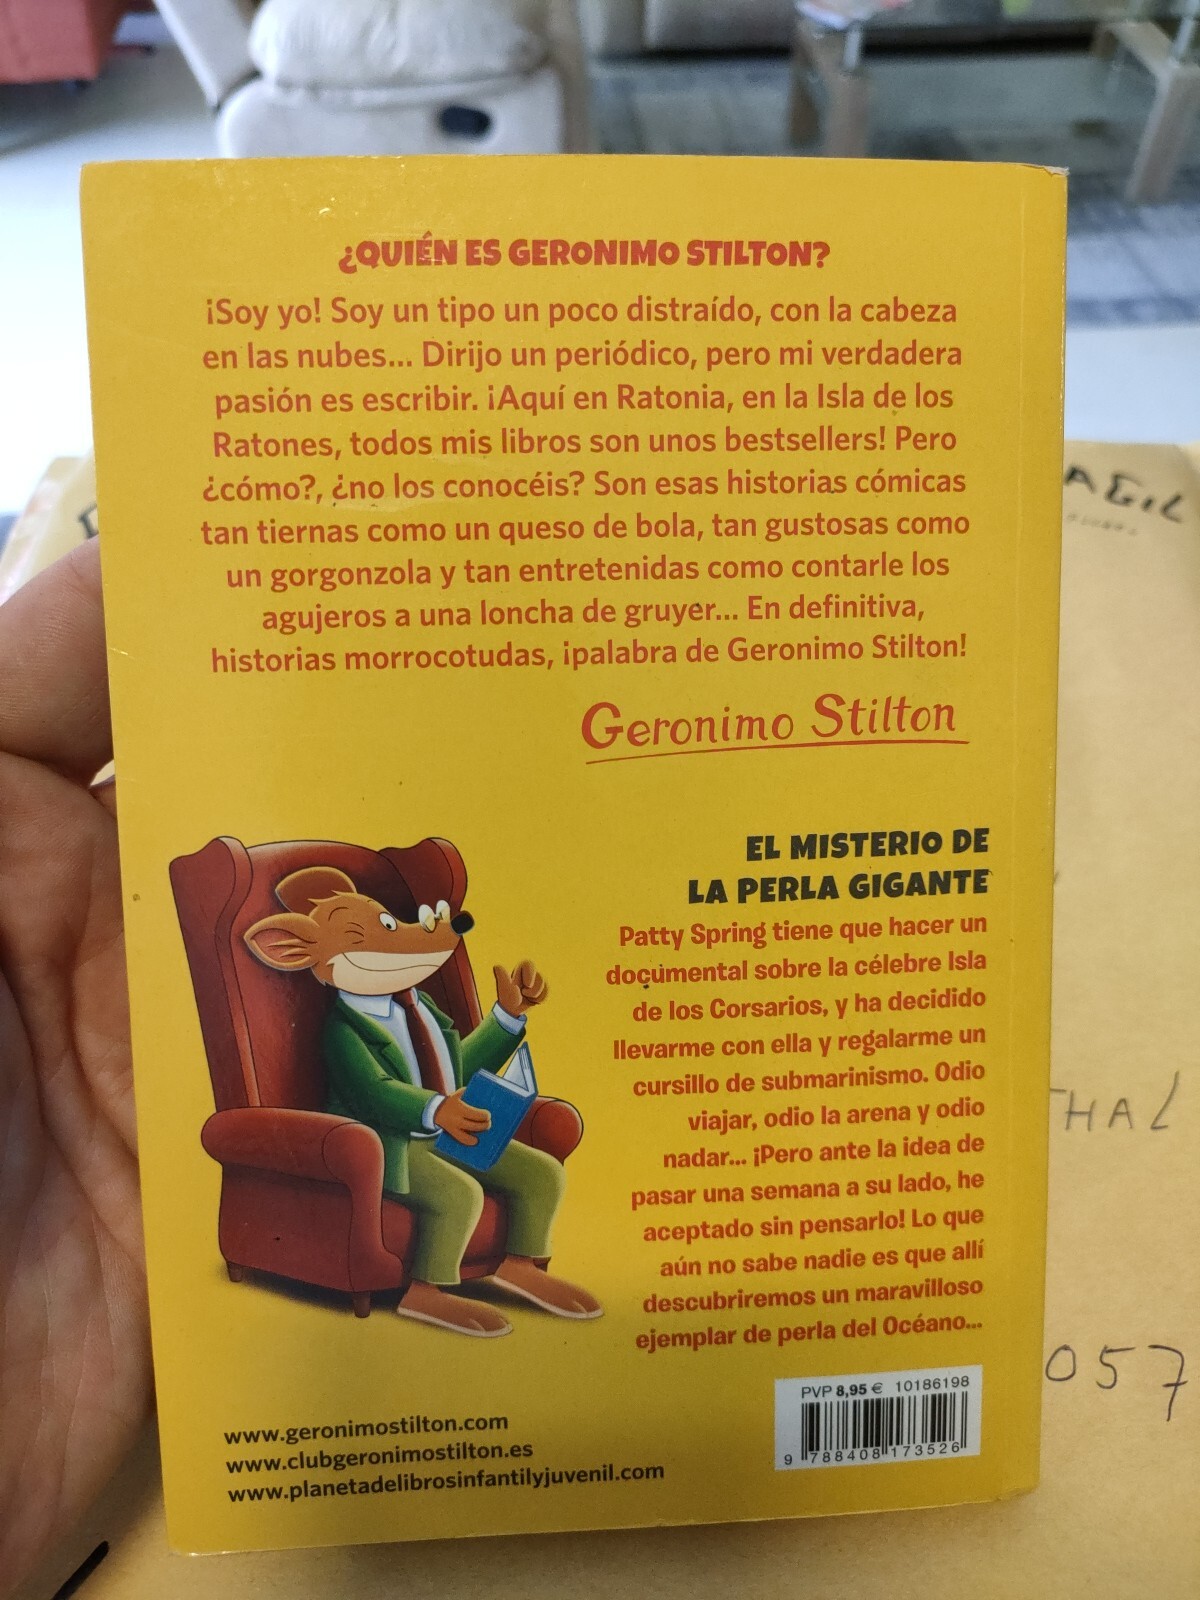 ¿QUIÉN ES GERONIMO STILTON?
¡Soy yo! Soy un tipo un poco distraído, con la cabeza
en las nubes... Dirijo un periódico, pero mi verdadera
pasión es escribir. ¡Aquí en Ratonia, en la Isla de los
Ratones, todos mis libros son unos bestsellers! Pero
¿cómo?, ¿no los conocéis? Son esas historias cómicas
tan tiernas como un queso de bola, tan gustosas como
un gorgonzola y tan entretenidas como contarle los
agujeros a una loncha de gruyer... En definitiva,
historias morrocotudas, ¡palabra de Geronimo Stilton!
Geronimo Stilton
EL MISTERIO DE
LA PERLA GIGANTE
Patty Spring tiene que hacer un
documental sobre la célebre Isla
de los Corsarios, y ha decidido
llevarme con ella y regalarme un
cursillo de submarinismo. Odio
viajar, odio la arena y odio
nadar... ¡Pero ante la idea de
pasar una semana a su lado, he
aceptado sin pensarlo! Lo que
aún no sabe nadie es que allí
descubriremos un maravilloso
ejemplar de perla del Océano...
PVP 8,95 € 10186198
9 788408 173526
www.geronimostilton.com
www.clubgeronimostilton.es
www.planetadelibrosinfantilyjuvenil.com
AGIL
THAL
057